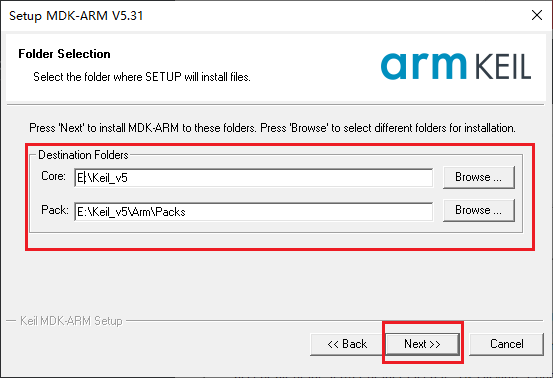 Setup MDK-ARM V5.31
Folder Selection
Select the folder where SETUP will install files.
arm KEIL
Press 'Next' to install MDK-ARM to these folders. Press 'Browse' to select different folders for installation.
Destination Folders
Core: E:\Keil_v5 Browse ...
Pack: E:\Keil_v5\Arm\Packs Browse ...
Keil MDK-ARM Setup
<< Back Next >> Cancel